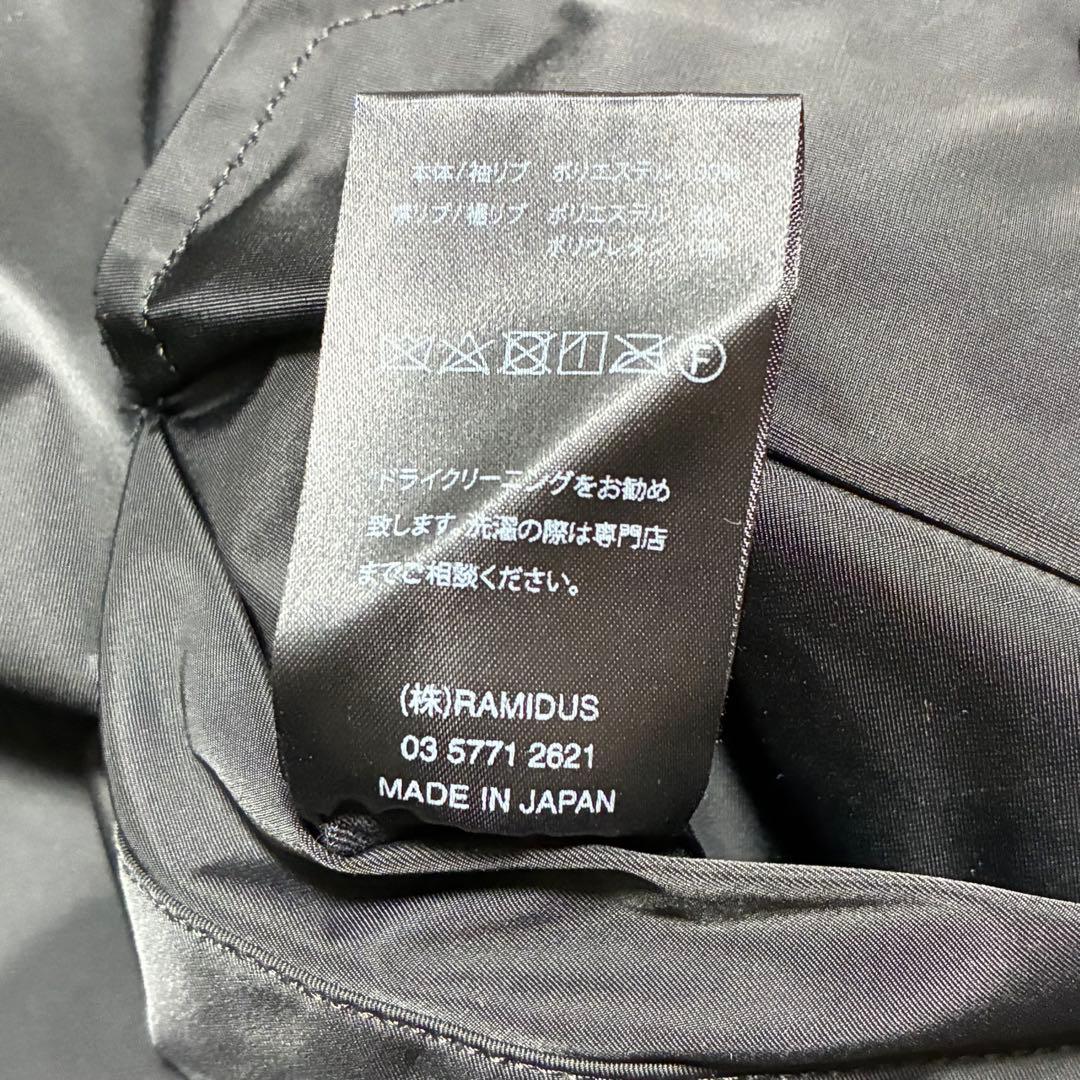 本体/袖リブ ポリエステル 100%
リブ/裾リブ ポリエステル
ポリウレタン
F
ドライクリーニングをお勧め
致します。洗濯の際は専門店
までご相談ください。
(株)RAMIDUS
03 5771 2621
MADE IN JAPAN